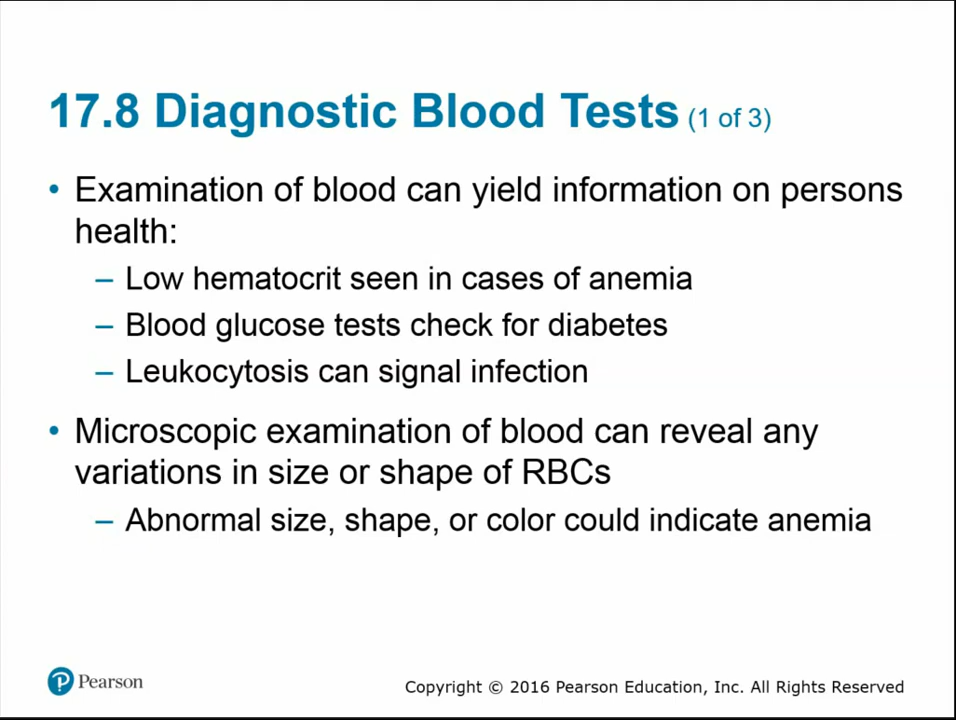 17.8 Diagnostic Blood Tests (1 of 3)
• Examination of blood can yield information on persons
health:
– Low hematocrit seen in cases of anemia
– Blood glucose tests check for diabetes
– Leukocytosis can signal infection
• Microscopic examination of blood can reveal any
variations in size or shape of RBCs
– Abnormal size, shape, or color could indicate anemia
P Pearson
Copyright © 2016 Pearson Education, Inc. All Rights Reserved